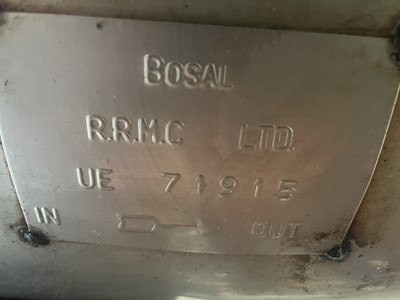 BOSAL
R.R.M.C LTD.
UE 71915
IN OUT